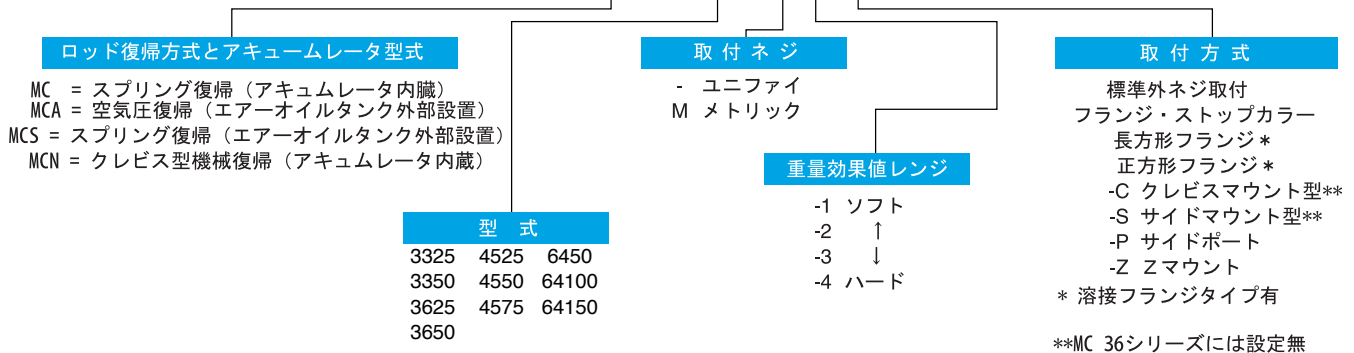 ロッド復帰方式とアキュームレータ型式
MC = スプリング復帰（アキュムレータ内臓）
MCA = 空気圧復帰（エアーオイルタンク外部設置）
MCS = スプリング復帰（エアーオイルタンク外部設置）
MCN = クレビス型機械復帰（アキュムレータ内蔵）
型 式
3325 4525 6450
3350 4550 64100
3625 4575 64150
3650
取 付 ネ ジ
- ユニファイ
M メトリック
重量効果値レンジ
-1 ソフト
-2 ↑
-3 ↓
-4 ハード
取 付 方 式
標準外ネジ取付
フランジ・ストップカラー
長方形フランジ*
正方形フランジ*
-C クレビスマウント型**
-S サイドマウント型**
-P サイドポート
-Z Zマウント
* 溶接フランジタイプ有
**MC 36シリーズには設定無